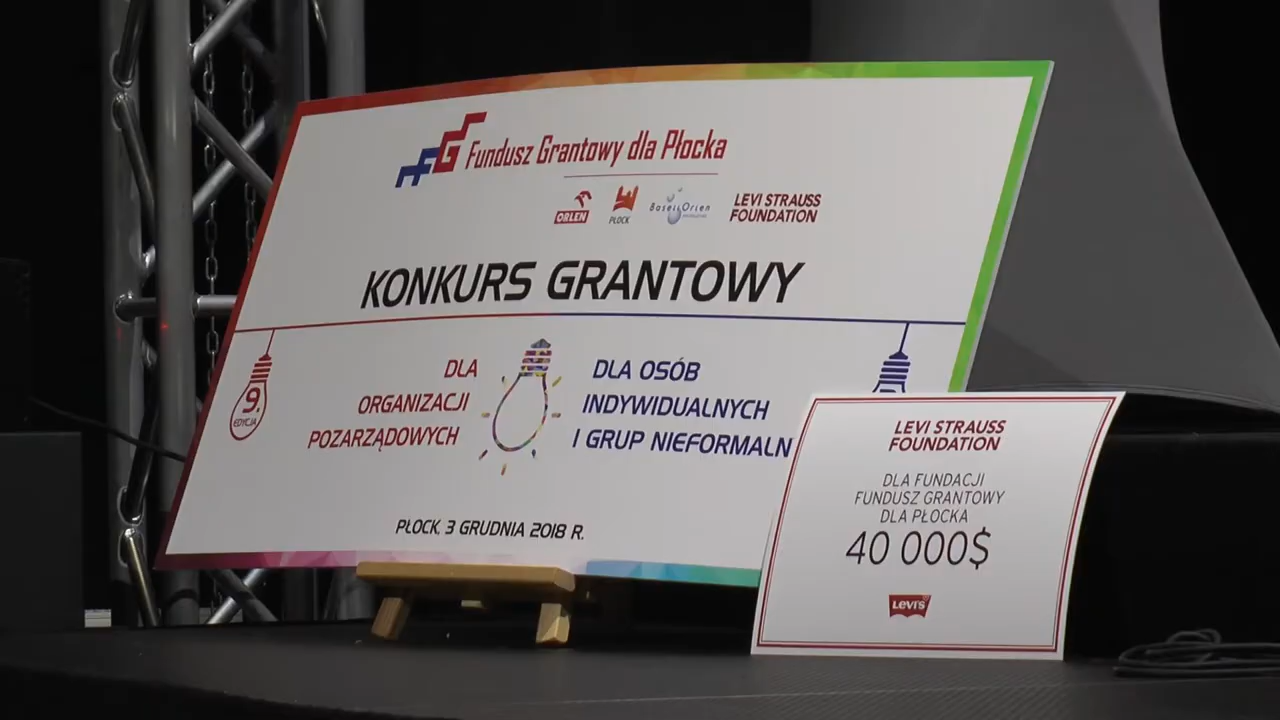 FG
Fundusz Grantowy dla Płocka
ORLEN
PŁOCK
Basell Orlen
LEVI STRAUSS
FOUNDATION
KONKURS GRANTOWY
9.
EDYCJA
DLA
ORGANIZACJI
POZARZĄDOWYCH
DLA OSÓB
INDYWIDUALNYCH
I GRUP NIEFORMALN
PŁOCK, 3 GRUDNIA 2018 R.
LEVI STRAUSS
FOUNDATION
DLA FUNDACJI
FUNDUSZ GRANTOWY
DLA PŁOCKA
40 000$
LEVI'S